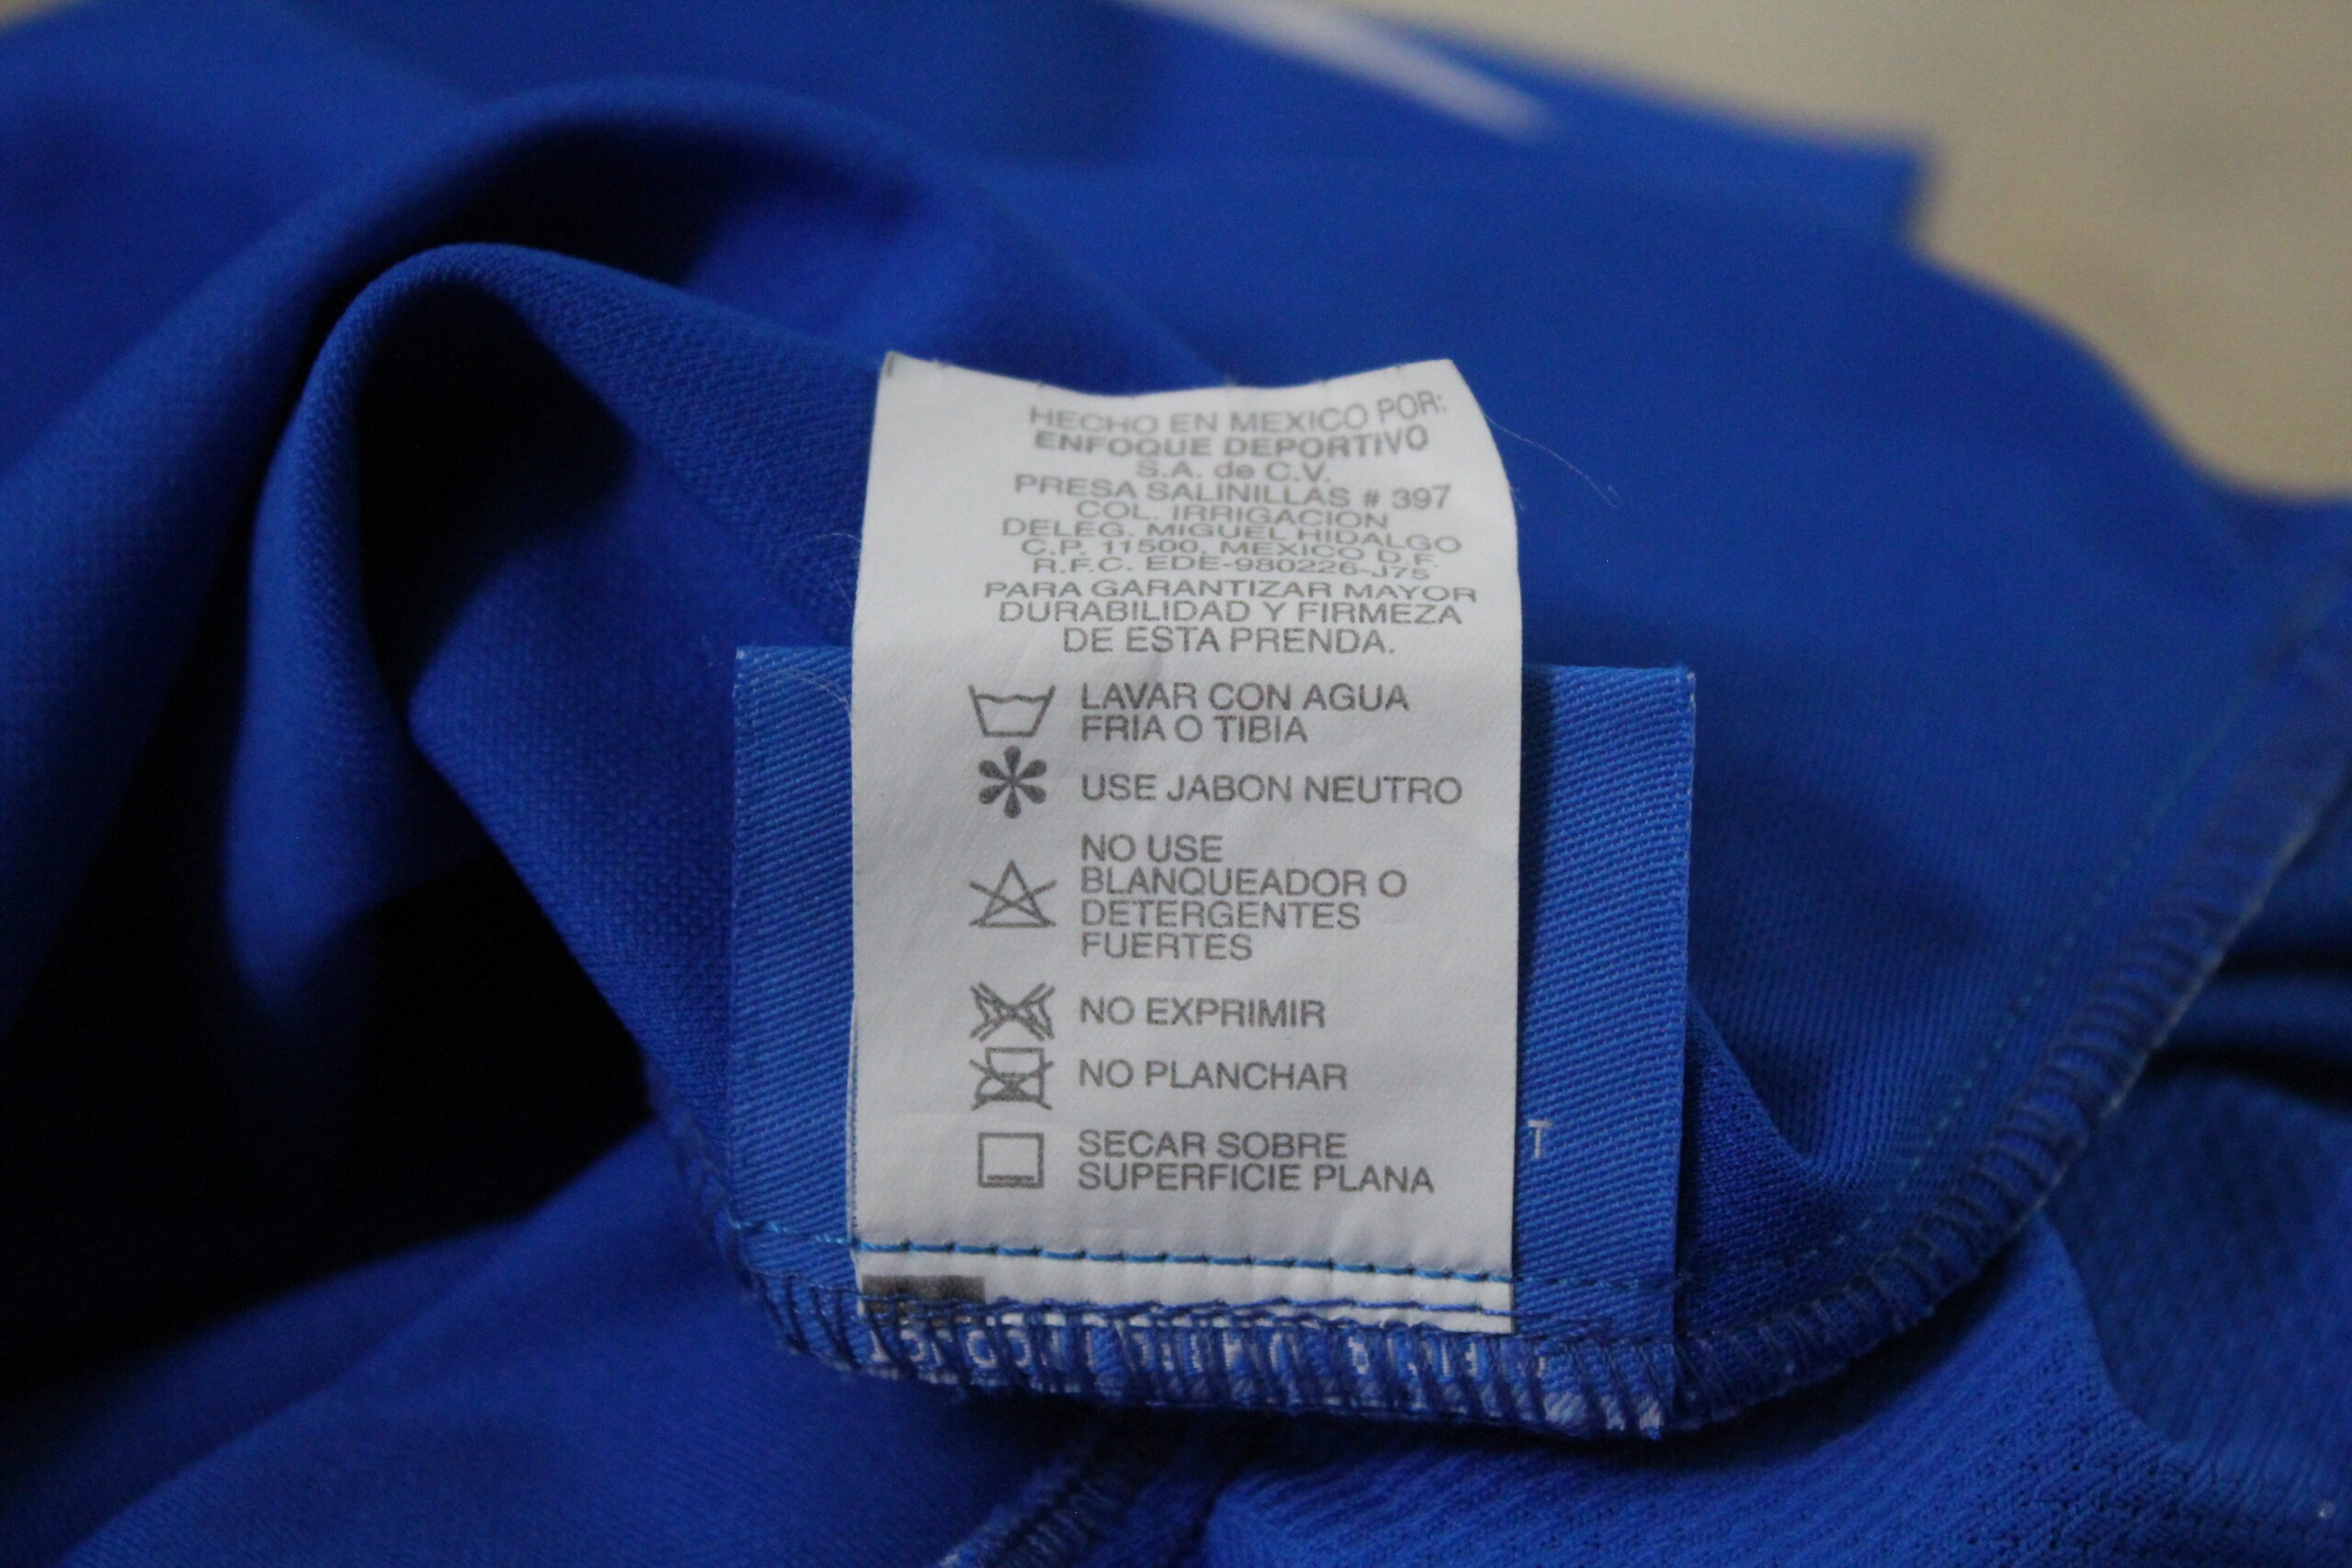 HECHO EN MEXICO POR:
ENFOQUE DEPORTIVO
S.A. de C.V.
PRESA SALINILLAS # 397
COL. IRRIGACION
DELEG. MIGUEL HIDALGO
C.P. 11500, MEXICO D.F.
R.F.C. EDE-980226-J75
PARA GARANTIZAR MAYOR
DURABILIDAD Y FIRMEZA
DE ESTA PRENDA.
LAVAR CON AGUA
FRIA O TIBIA
USE JABON NEUTRO
NO USE
BLANQUEADOR O
DETERGENTES
FUERTES
NO EXPRIMIR
NO PLANCHAR
SECAR SOBRE
SUPERFICIE PLANA
T